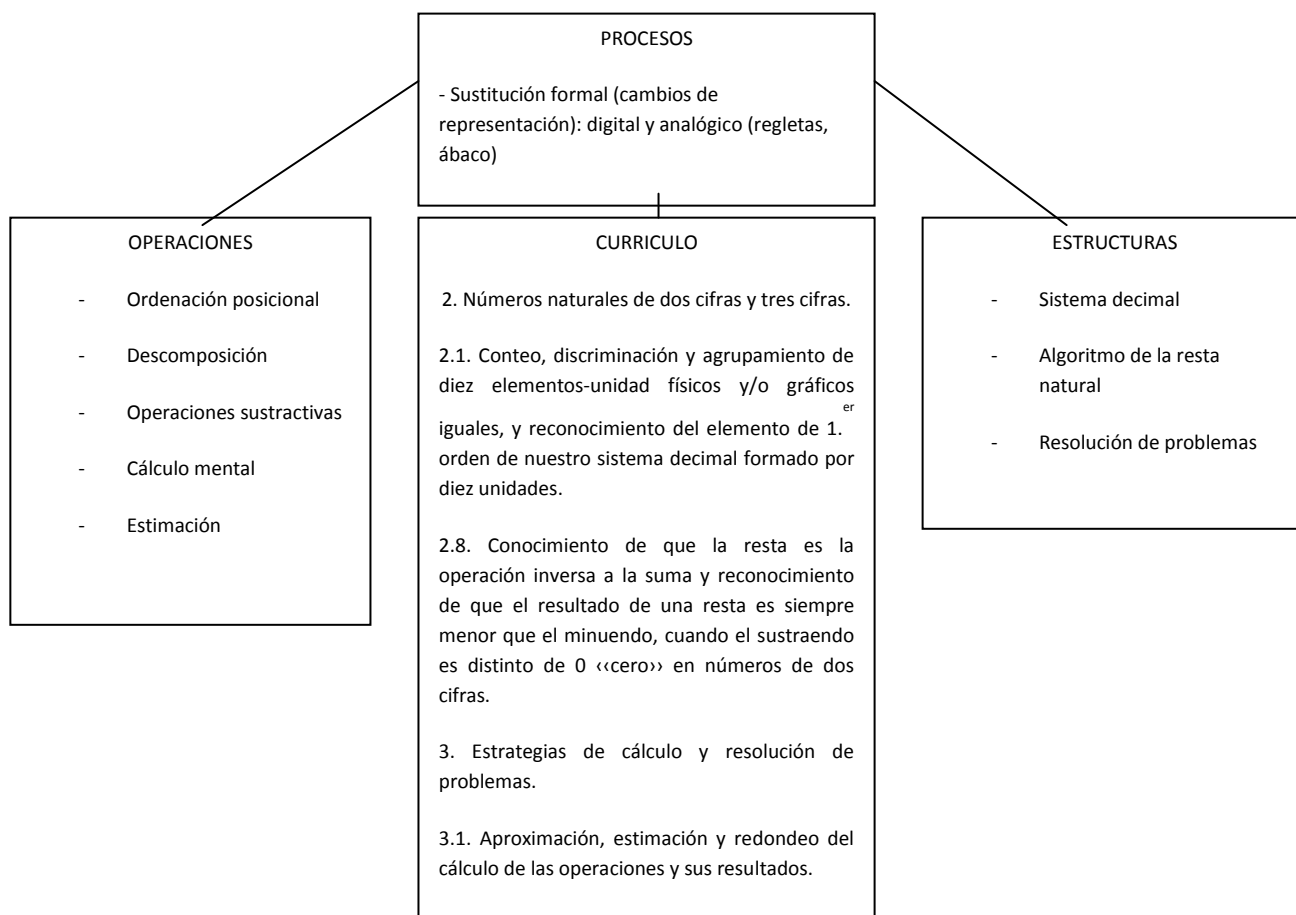 PROCESOS
- Sustitución formal (cambios de
representación): digital y analógico (regletas,
ábaco)
OPERACIONES
- Ordenación posicional
- Descomposición
- Operaciones sustractivas
- Cálculo mental
- Estimación
CURRICULO
2. Números naturales de dos cifras y tres cifras.
2.1. Conteo, discriminación y agrupamiento de
diez elementos-unidad físicos y/o gráficos
iguales, y reconocimiento del elemento de 1.er
orden de nuestro sistema decimal formado por
diez unidades.
2.8. Conocimiento de que la resta es la
operación inversa a la suma y reconocimiento
de que el resultado de una resta es siempre
menor que el minuendo, cuando el sustraendo
es distinto de 0 ‹‹cero›› en números de dos
cifras.
3. Estrategias de cálculo y resolución de
problemas.
3.1. Aproximación, estimación y redondeo del
cálculo de las operaciones y sus resultados.
ESTRUCTURAS
- Sistema decimal
- Algoritmo de la resta
natural
- Resolución de problemas